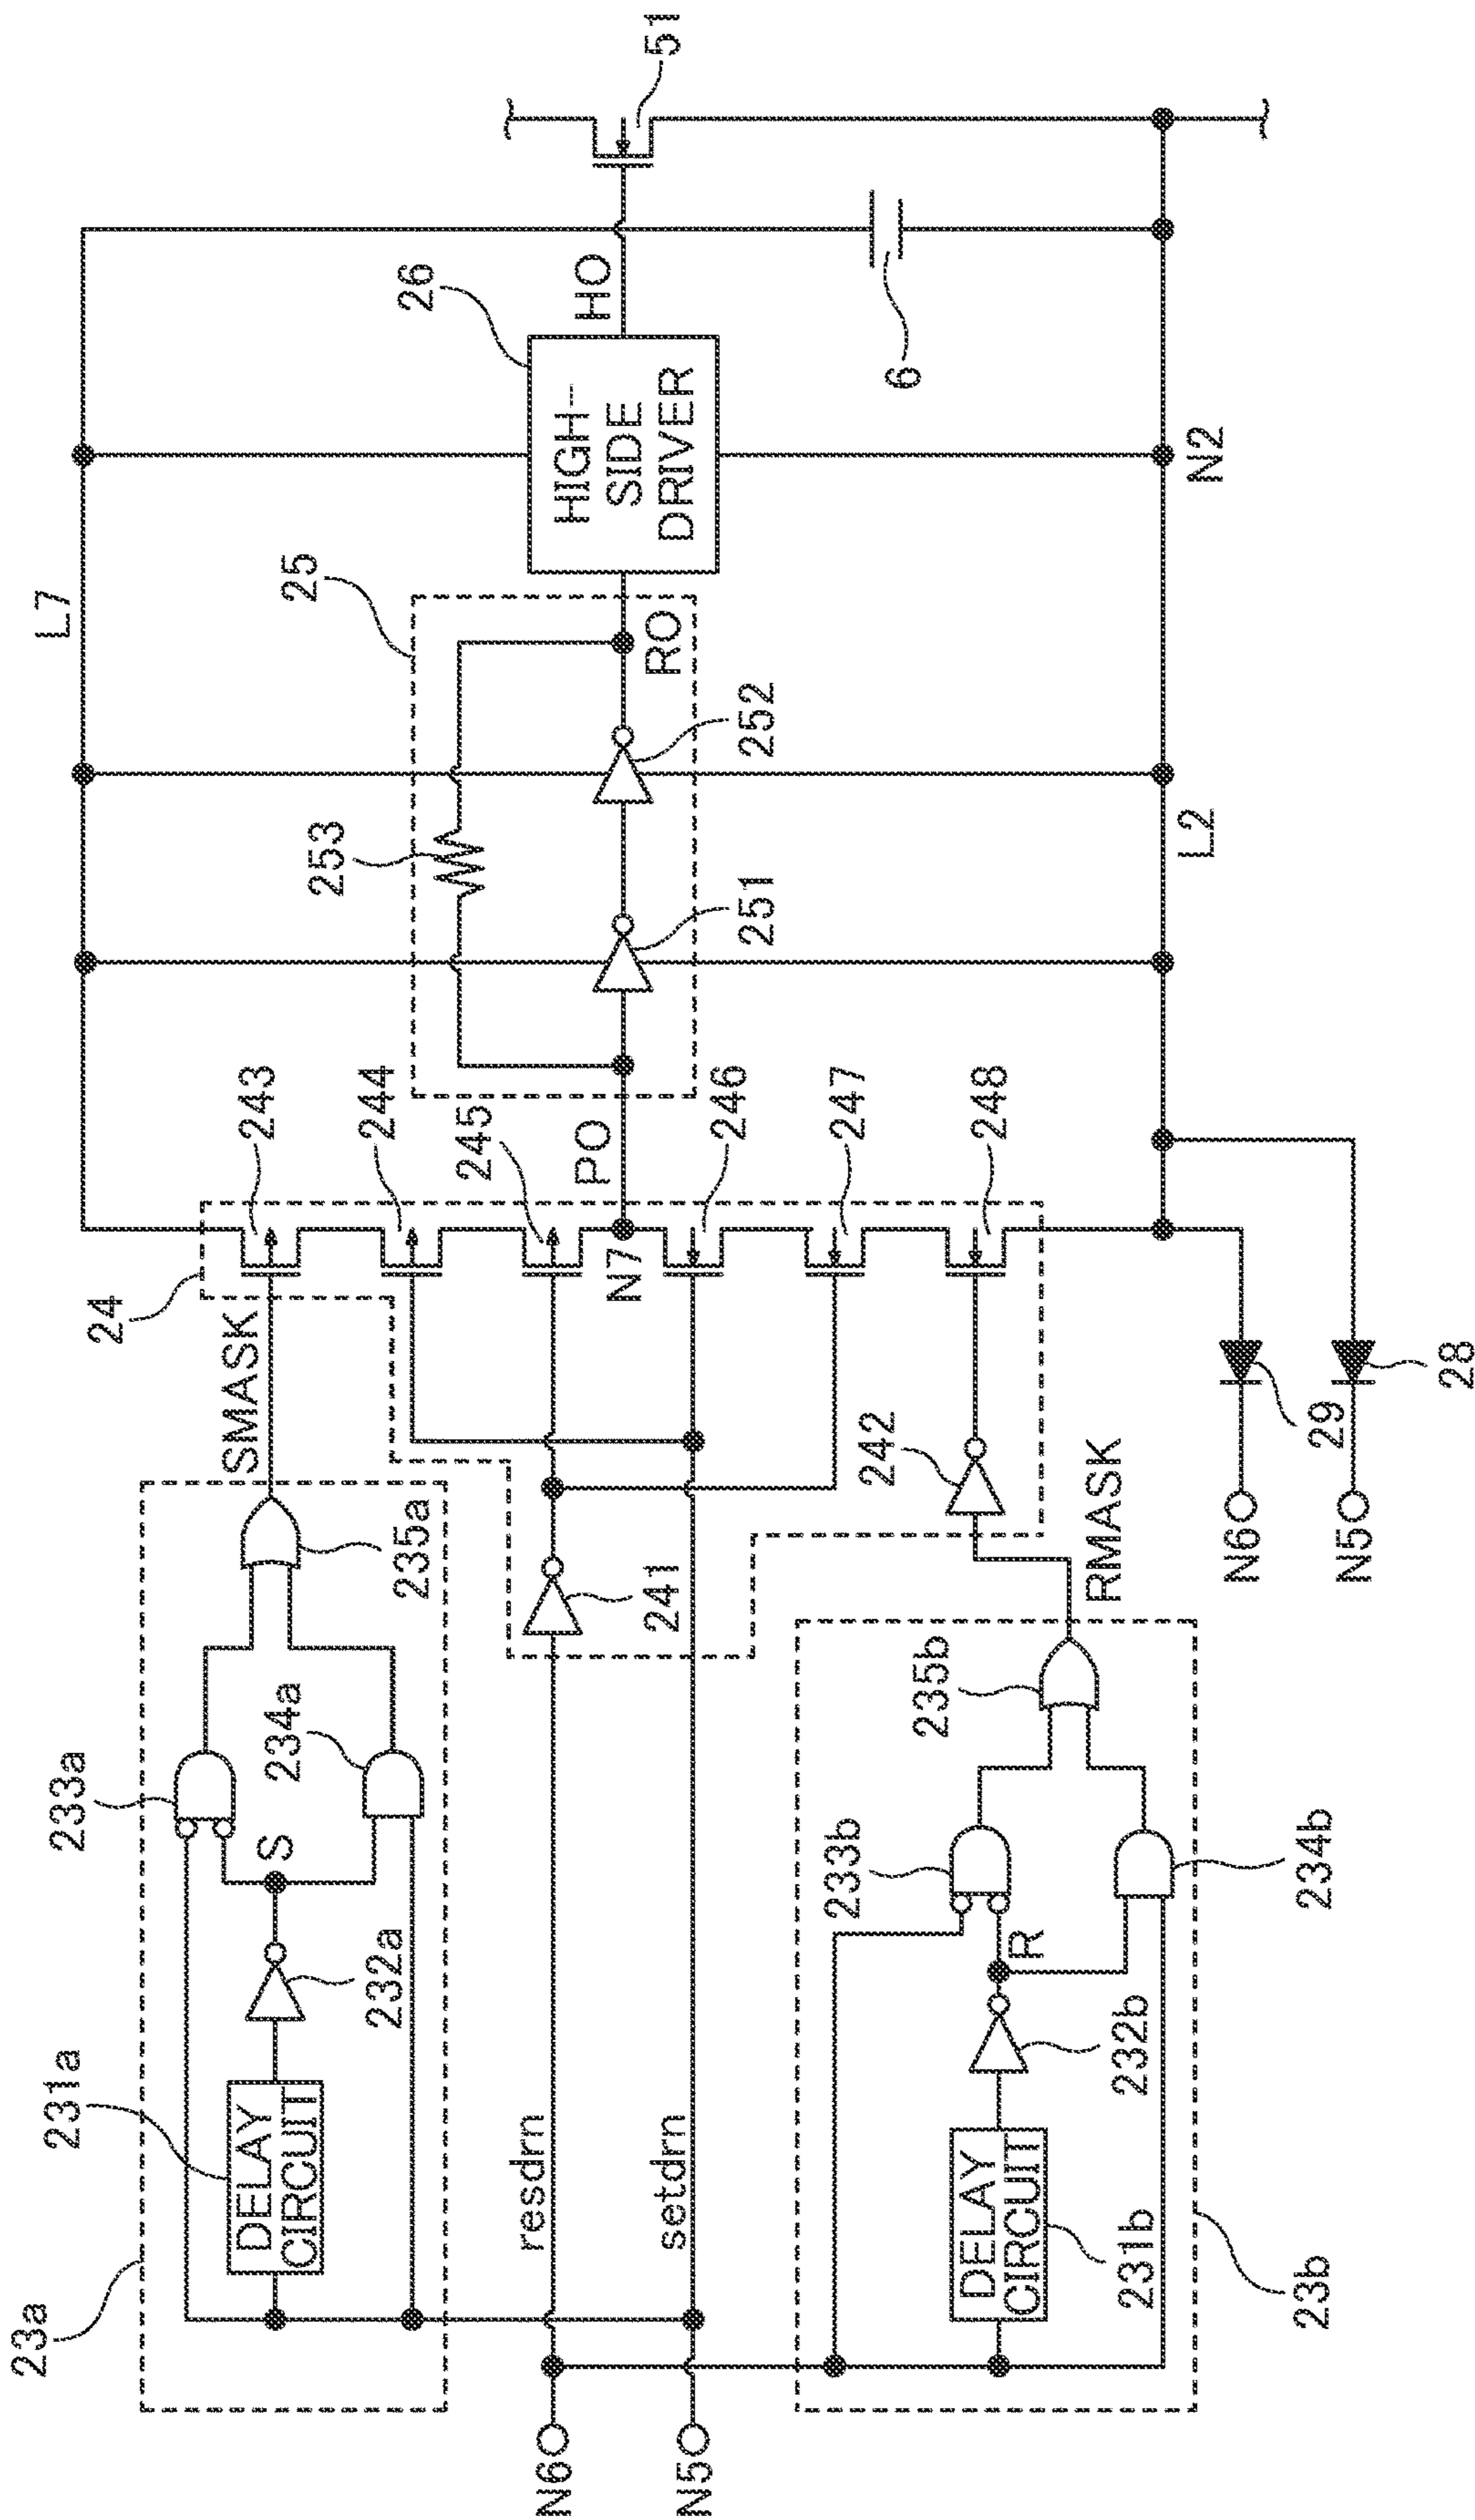 L7
24
243
244
245
PO
N7
246
247
248
25
253
251
252
RO
26
HIGH-
SIDE
DRIVER
HO
51
6
L2
N2
23a
231a
DELAY
CIRCUIT
232a
S
233a
234a
235a
SMASK
N6
N5
resdrn
setdrn
241
242
23b
231b
DELAY
CIRCUIT
232b
R
233b
234b
235b
RMASK
N6
29
N5
28